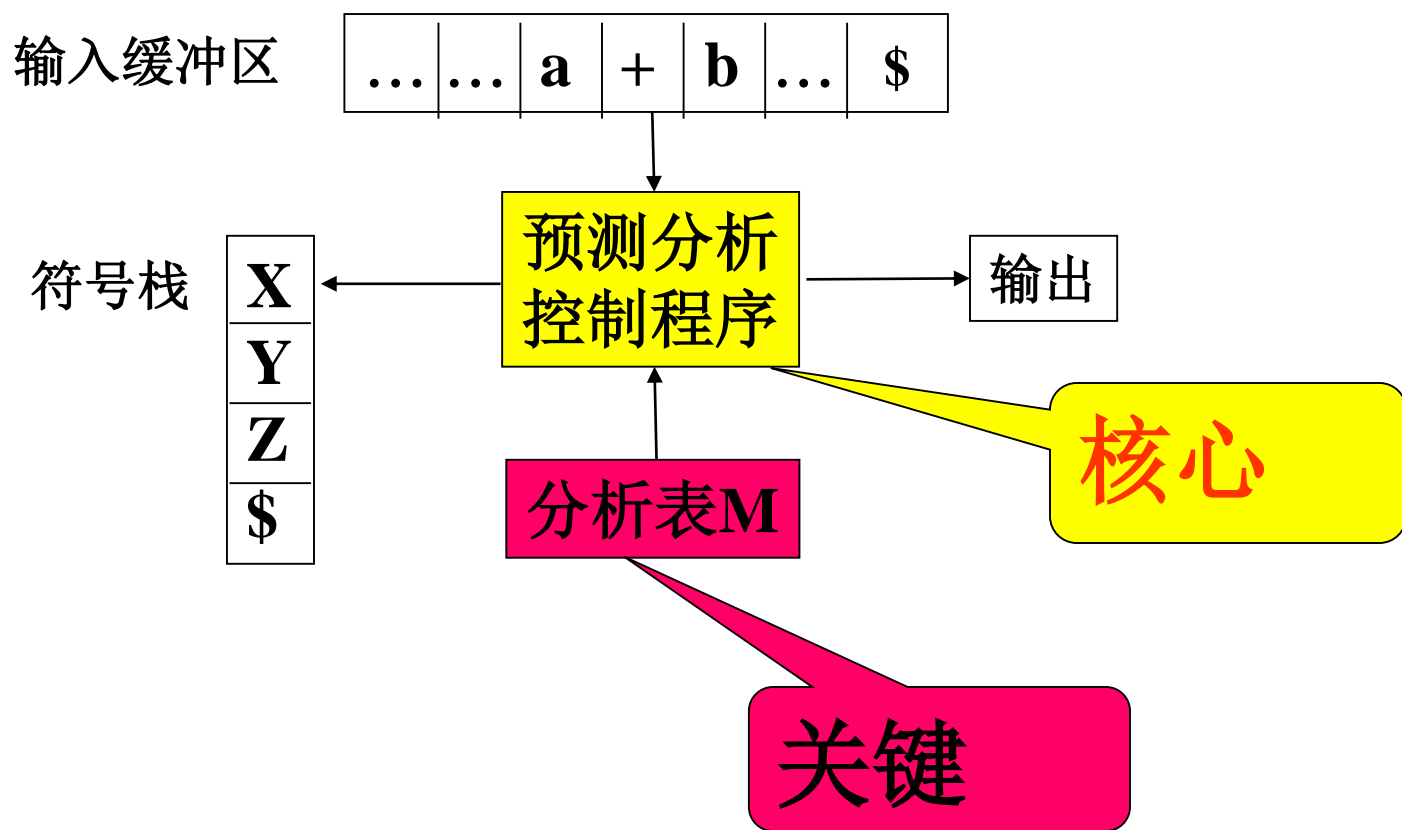 输入缓冲区
… … a + b … $
符号栈
X
Y
Z
$
预测分析
控制程序
输出
核心
分析表M
关键